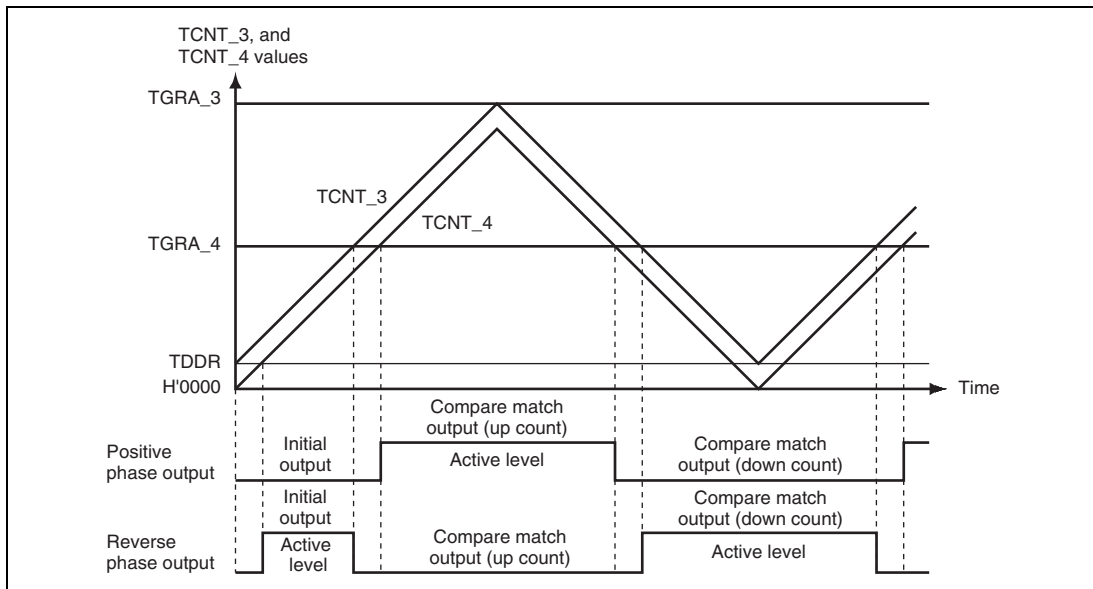 TCNT_3, and
TCNT_4 values
TGRA_3
TCNT_3
TCNT_4
TGRA_4
TDDR
H'0000
Time
Compare match
output (up count)
Positive
phase output
Initial
output
Active level
Compare match
output (down count)
Initial
output
Compare match
output (down count)
Reverse
phase output
Active
level
Compare match
output (up count)
Active level